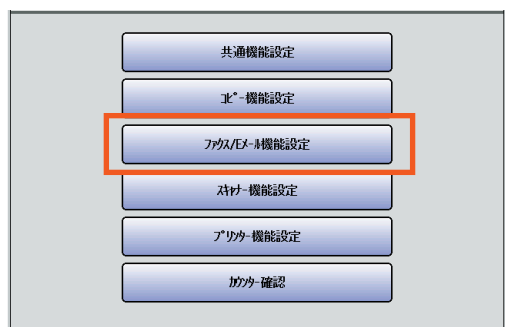 共通機能設定
ｺﾋﾟｰ機能設定
ﾌｧｸｽ/Eﾒｰﾙ機能設定
ｽｷｬﾅｰ機能設定
ﾌﾟﾘﾝﾀｰ機能設定
ｶｳﾝﾀｰ確認